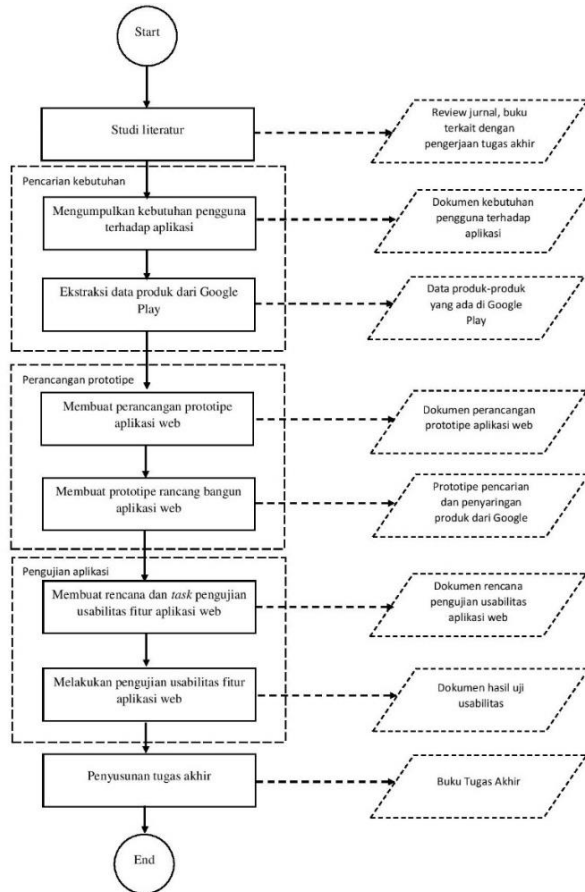 Start
Studi literatur
Review jurnal, buku
terkait dengan
pengerjaan tugas akhir
Pencarian kebutuhan
Mengumpulkan kebutuhan pengguna
terhadap aplikasi
Dokumen kebutuhan
pengguna terhadap
aplikasi
Ekstraksi data produk dari Google
Play
Data produk-produk
yang ada di Google
Play
Perancangan prototipe
Membuat perancangan prototipe
aplikasi web
Dokumen perancangan
prototipe aplikasi web
Membuat prototipe rancang bangun
aplikasi web
Prototipe pencarian
dan penyaringan
produk dari Google
Pengujian aplikasi
Membuat rencana dan task pengujian
usabilitas fitur aplikasi web
Dokumen rencana
pengujian usabilitas
aplikasi web
Melakukan pengujian usabilitas fitur
aplikasi web
Dokumen hasil uji
usabilitas
Penyusunan tugas akhir
Buku Tugas Akhir
End